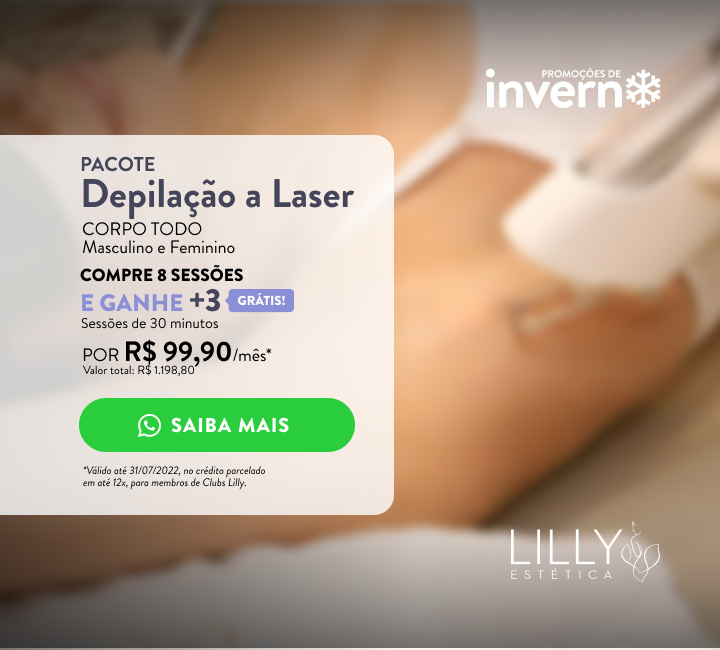 PROMOÇÕES DE
invern
PACOTE
Depilação a Laser
CORPO TODO
Masculino e Feminino
COMPRE 8 SESSÕES
E GANHE +3 GRÁTIS!
Sessões de 30 minutos
POR R$ 99,90/mês*
Valor total: R$ 1.198,80
SAIBA MAIS
*Válido até 31/07/2022, no crédito parcelado
em até 12x, para membros de Clubs Lilly.
LILLY
ESTÉTICA